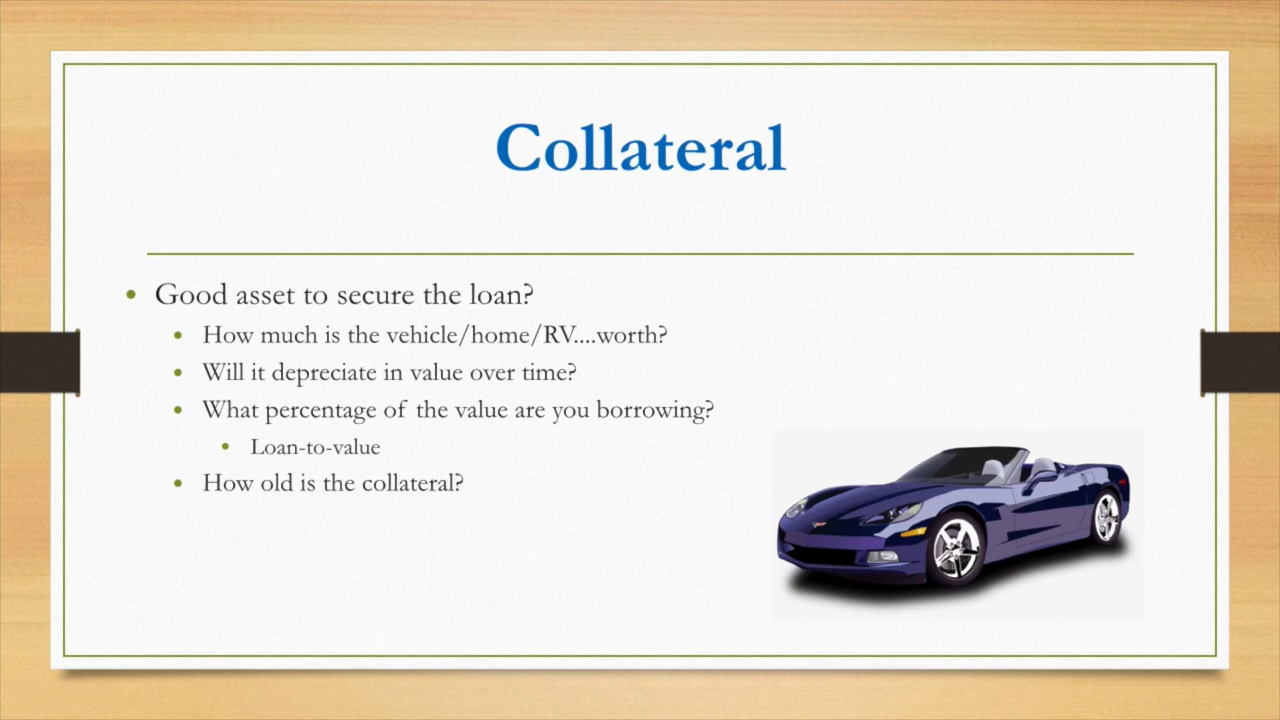 Collateral
Good asset to secure the loan?
How much is the vehicle/home/RV....worth?
Will it depreciate in value over time?
What percentage of the value are you borrowing?
Loan-to-value
How old is the collateral?